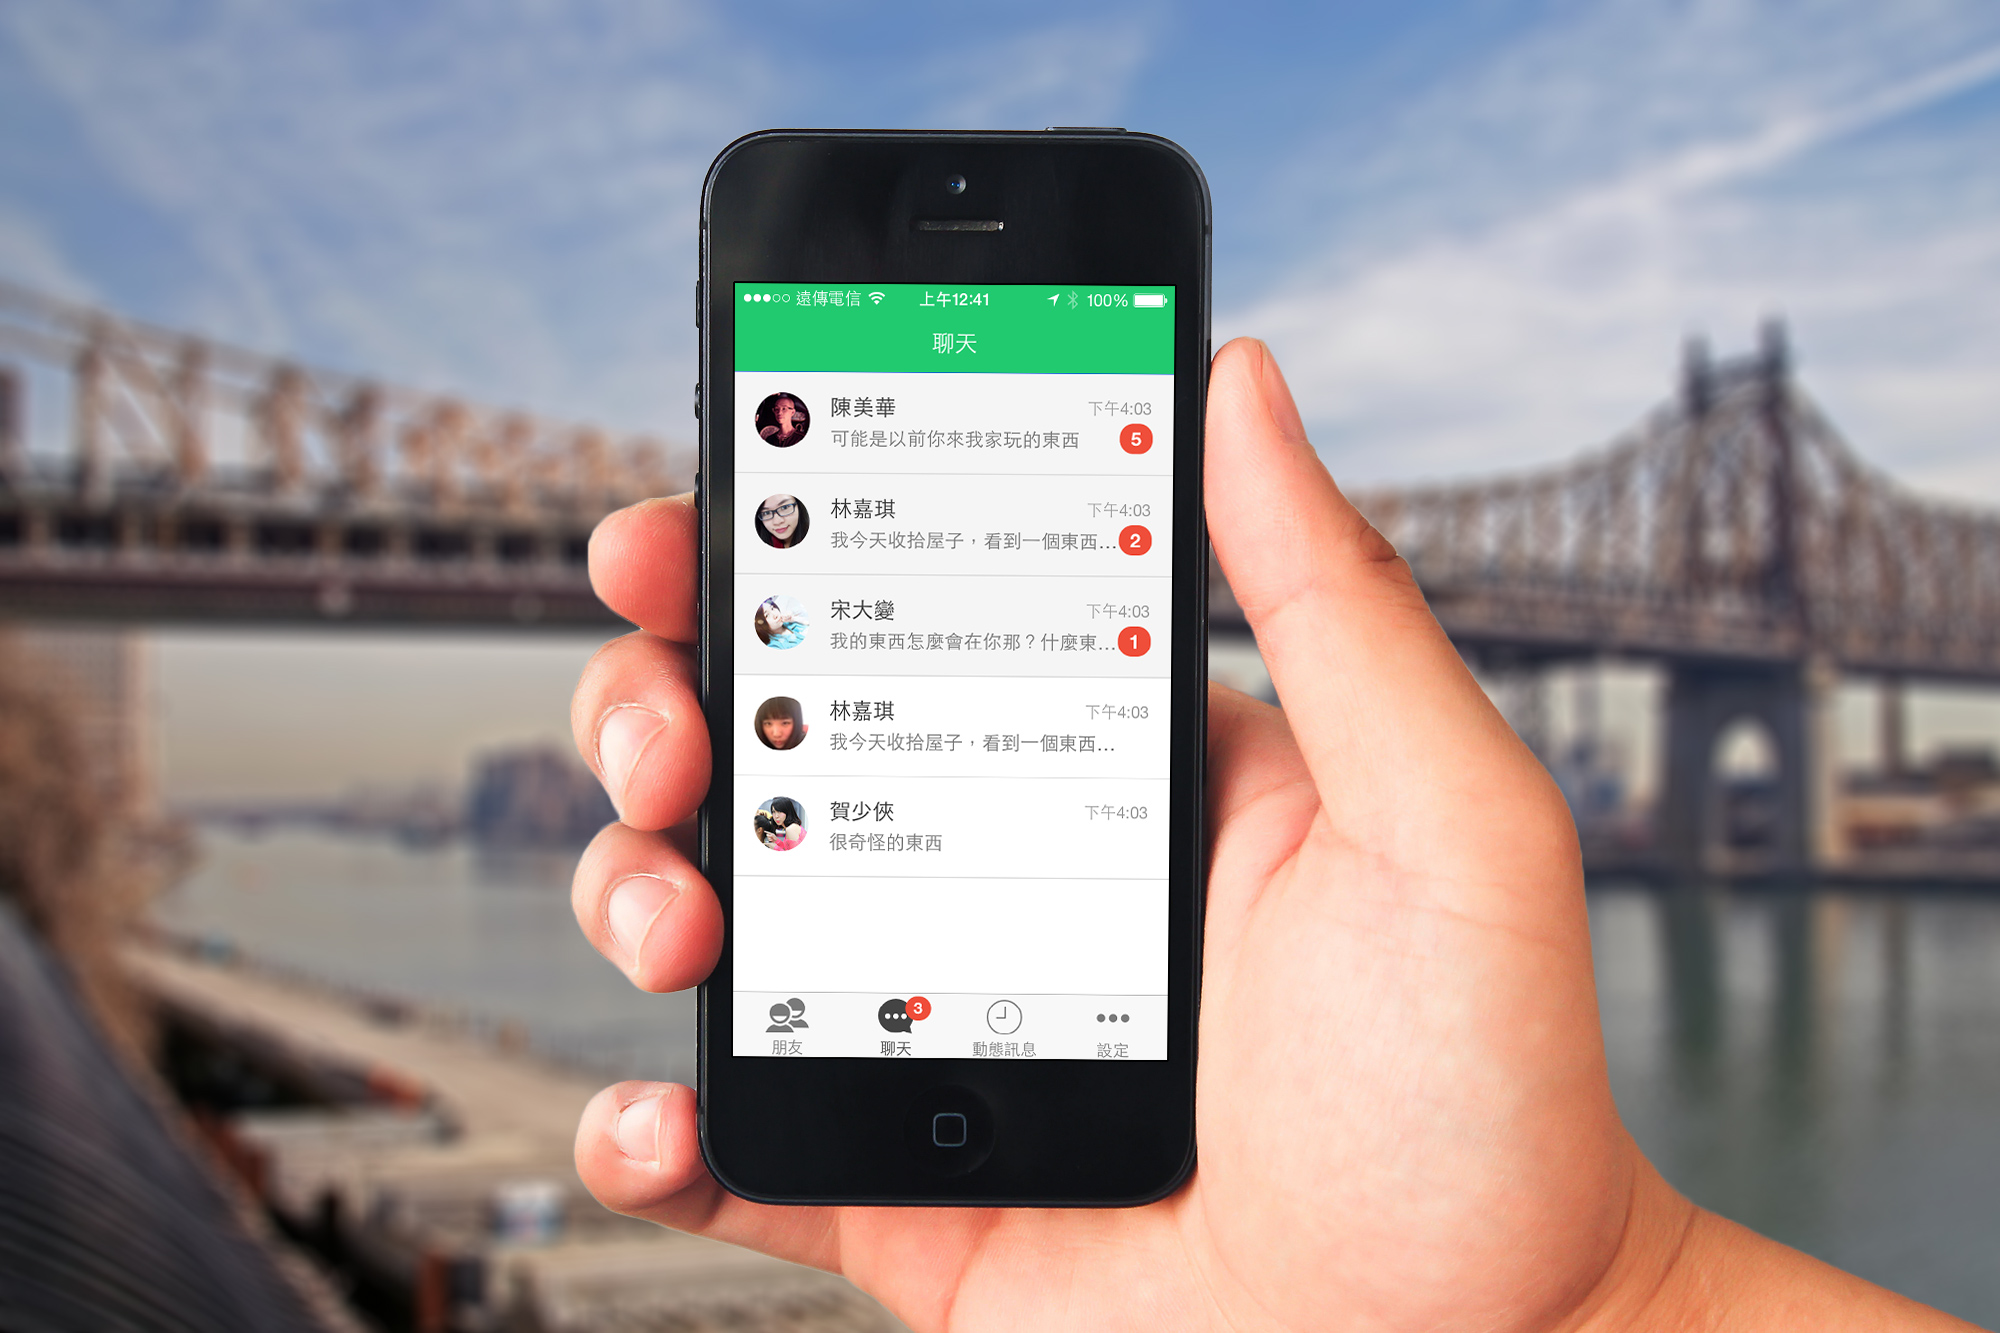 遠傳電信 上午12:41 100%
聊天
陳美華 下午4:03
可能是以前你來我家玩的東西 5
林嘉琪 下午4:03
我今天收拾屋子，看到一個東西... 2
宋大變 下午4:03
我的東西怎麼會在你那？什麼東... 1
林嘉琪 下午4:03
我今天收拾屋子，看到一個東西...
賀少俠 下午4:03
很奇怪的東西
3
朋友 聊天 動態訊息 設定